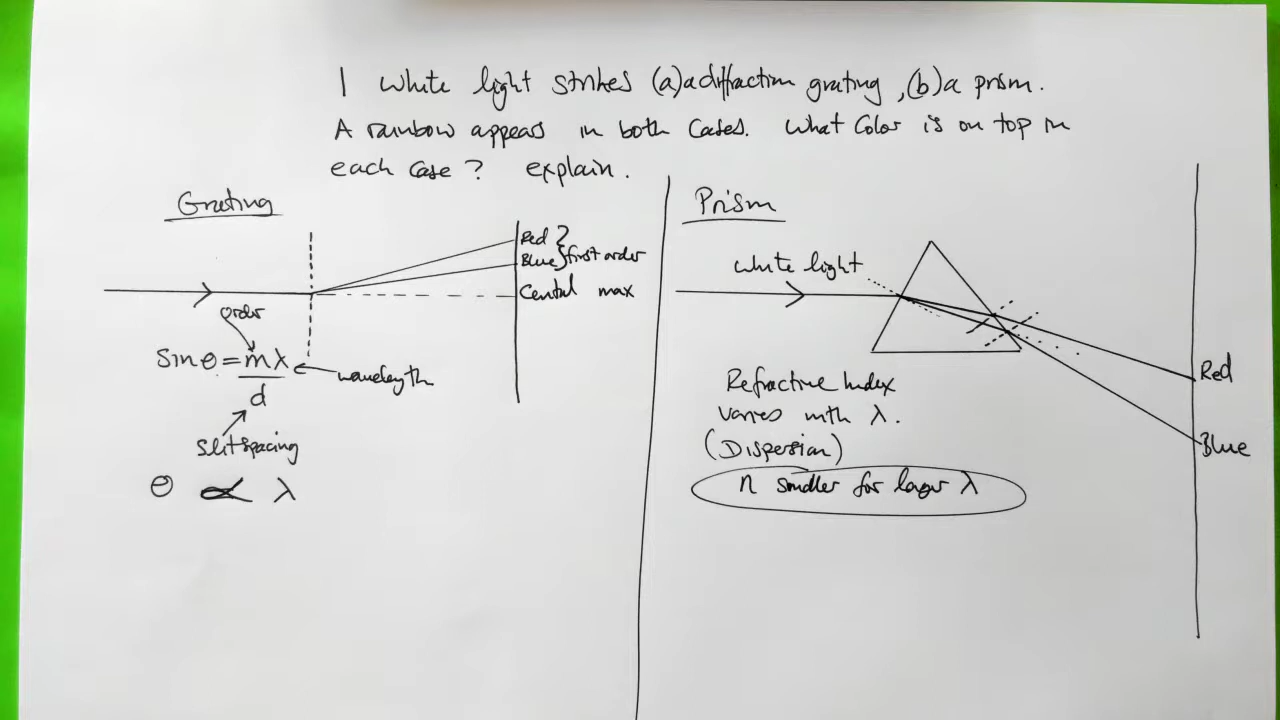 1 White light strikes (a) a diffraction grating, (b) a prism.
A rainbow appears in both cases. What color is on top in
each case? explain.
Grating
Red } first order
Blue
Central max
order
sin θ = mλ / d
wavelength
slit spacing
θ ∝ λ
Prism
White light
Red
Blue
Refractive Index
varies with λ.
(Dispersion)
n smaller for larger λ